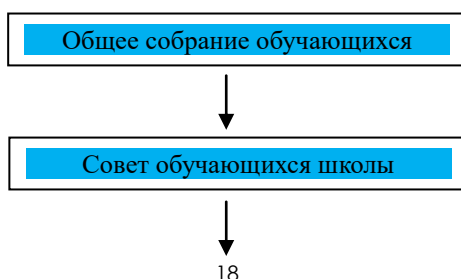 Общее собрание обучающихся
Совет обучающихся школы
18